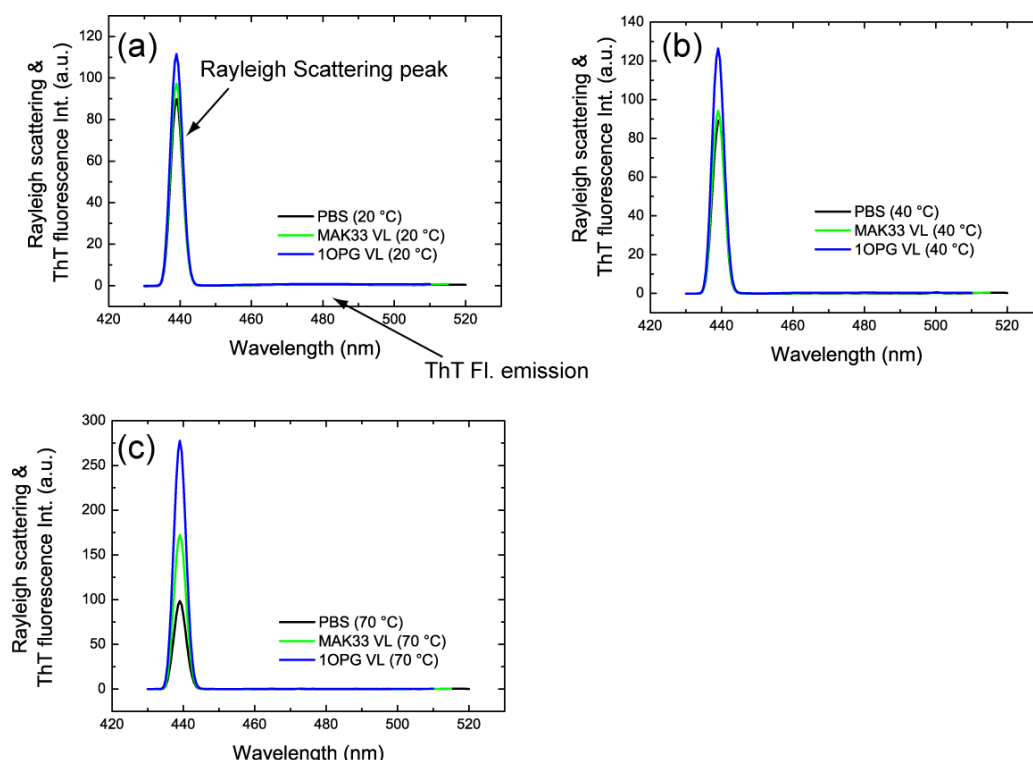 (a)
Rayleigh scattering &
ThT fluorescence Int. (a.u.)
120
100
80
60
40
20
0
Rayleigh Scattering peak
PBS (20 °C)
MAK33 VL (20 °C)
1OPG VL (20 °C)
420 440 460 480 500 520
Wavelength (nm)
ThT Fl. emission
(b)
Rayleigh scattering &
ThT fluorescence Int. (a.u.)
140
120
100
80
60
40
20
0
PBS (40 °C)
MAK33 VL (40 °C)
1OPG VL (40 °C)
420 440 460 480 500 520
Wavelength (nm)
(c)
Rayleigh scattering &
ThT fluorescence Int. (a.u.)
300
250
200
150
100
50
0
PBS (70 °C)
MAK33 VL (70 °C)
1OPG VL (70 °C)
420 440 460 480 500 520
Wavelength (nm)